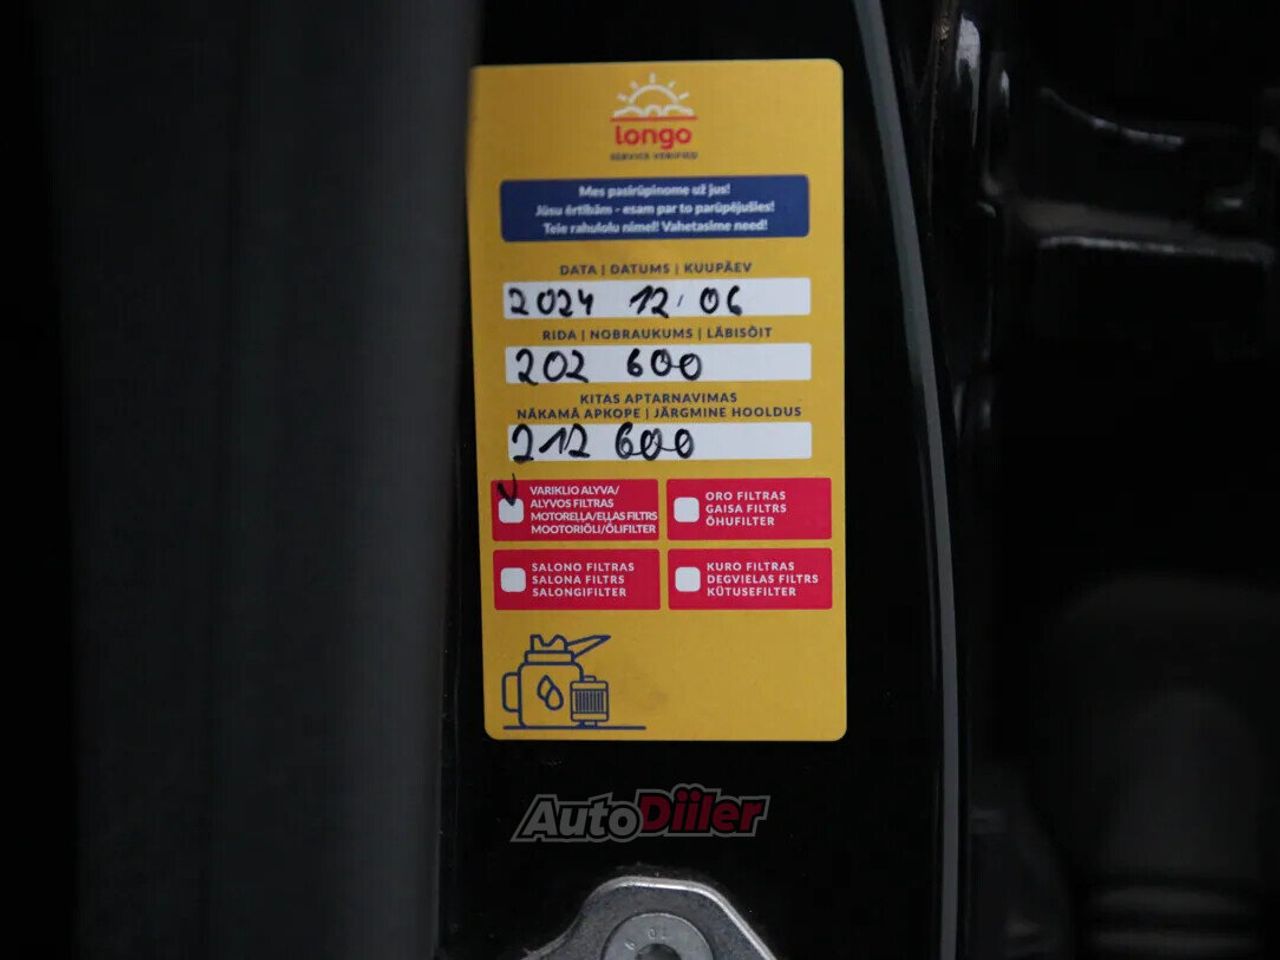 longo
SERVICE VERIFIED
Mes pasirūpinome už jus!
Jūsu ērtībām - esam par to parūpējušies!
Teie rahulolu nimel! Vahetasime need!
DATA | DATUMS | KUUPÄEV
2024 12 06
RIDA | NOBRAUKUMS | LÄBISÕIT
202 600
KITAS APTARNAVIMAS
NĀKAMĀ APKOPE | JÄRGMINE HOOLDUS
212 600
VARIKLIO ALYVA/
ALYVOS FILTRAS
MOTOREĻĻA/EĻĻAS FILTRS
MOOTORIÕLI/ÕLIFILTER
ORO FILTRAS
GAISA FILTRS
ÕHUFILTER
SALONO FILTRAS
SALONA FILTRS
SALONGIFILTER
KURO FILTRAS
DEGVIELAS FILTRS
KÜTUSEFILTER
AutoDiiler